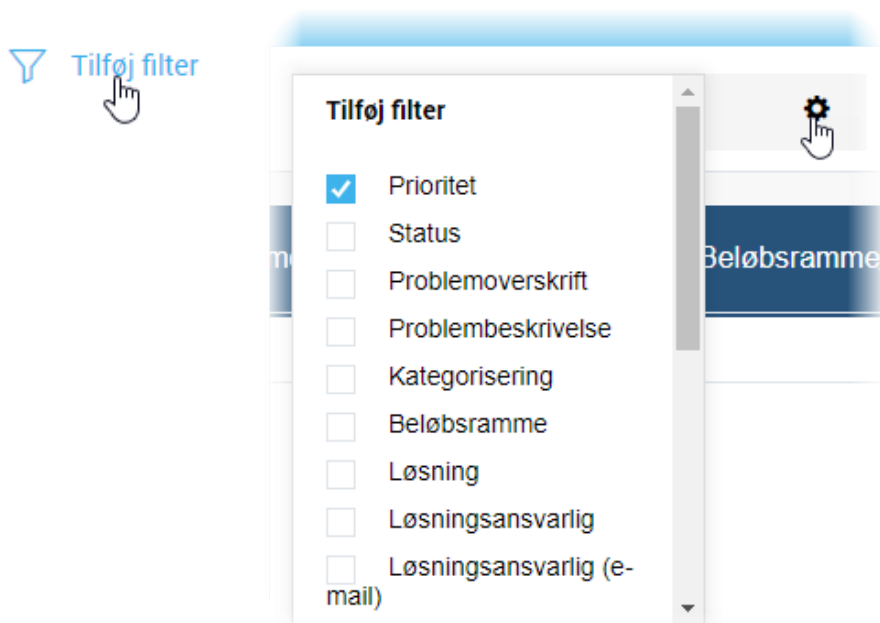 Tilføj filter
Tilføj filter
Prioritet
Status
Beløbsramme
Problemoverskrift
Problembeskrivelse
Kategorisering
Beløbsramme
Løsning
Løsningsansvarlig
Løsningsansvarlig (e-
mail)